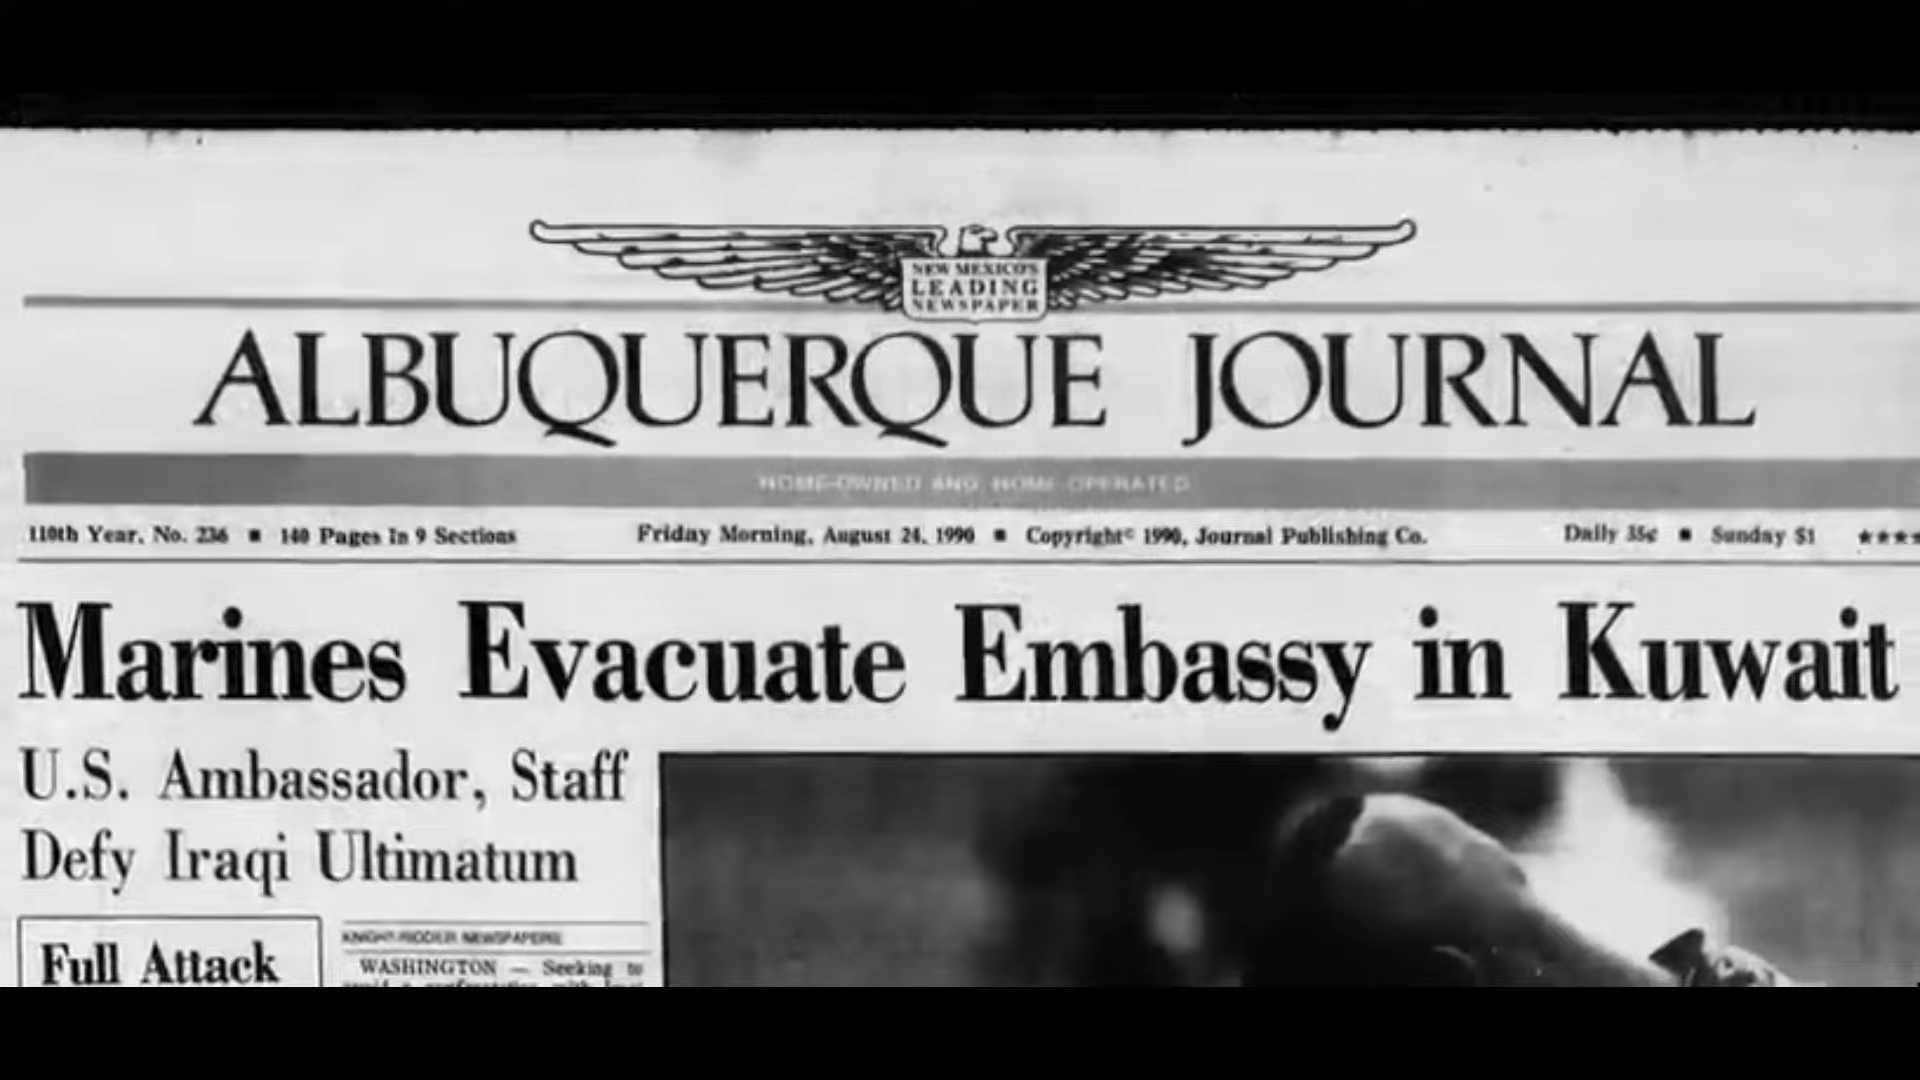 NEW MEXICO'S
LEADING
NEWSPAPER
ALBUQUERQUE JOURNAL
HOME-OWNED AND HOME-OPERATED
110th Year, No. 236 ■ 140 Pages In 9 Sections
Friday Morning, August 24, 1990 ■ Copyright© 1990, Journal Publishing Co.
Daily 35¢ ■ Sunday $1 ★★★★
Marines Evacuate Embassy in Kuwait
U.S. Ambassador, Staff
Defy Iraqi Ultimatum
Full Attack
KNIGHT-RIDDER NEWSPAPERS
WASHINGTON — Seeking to